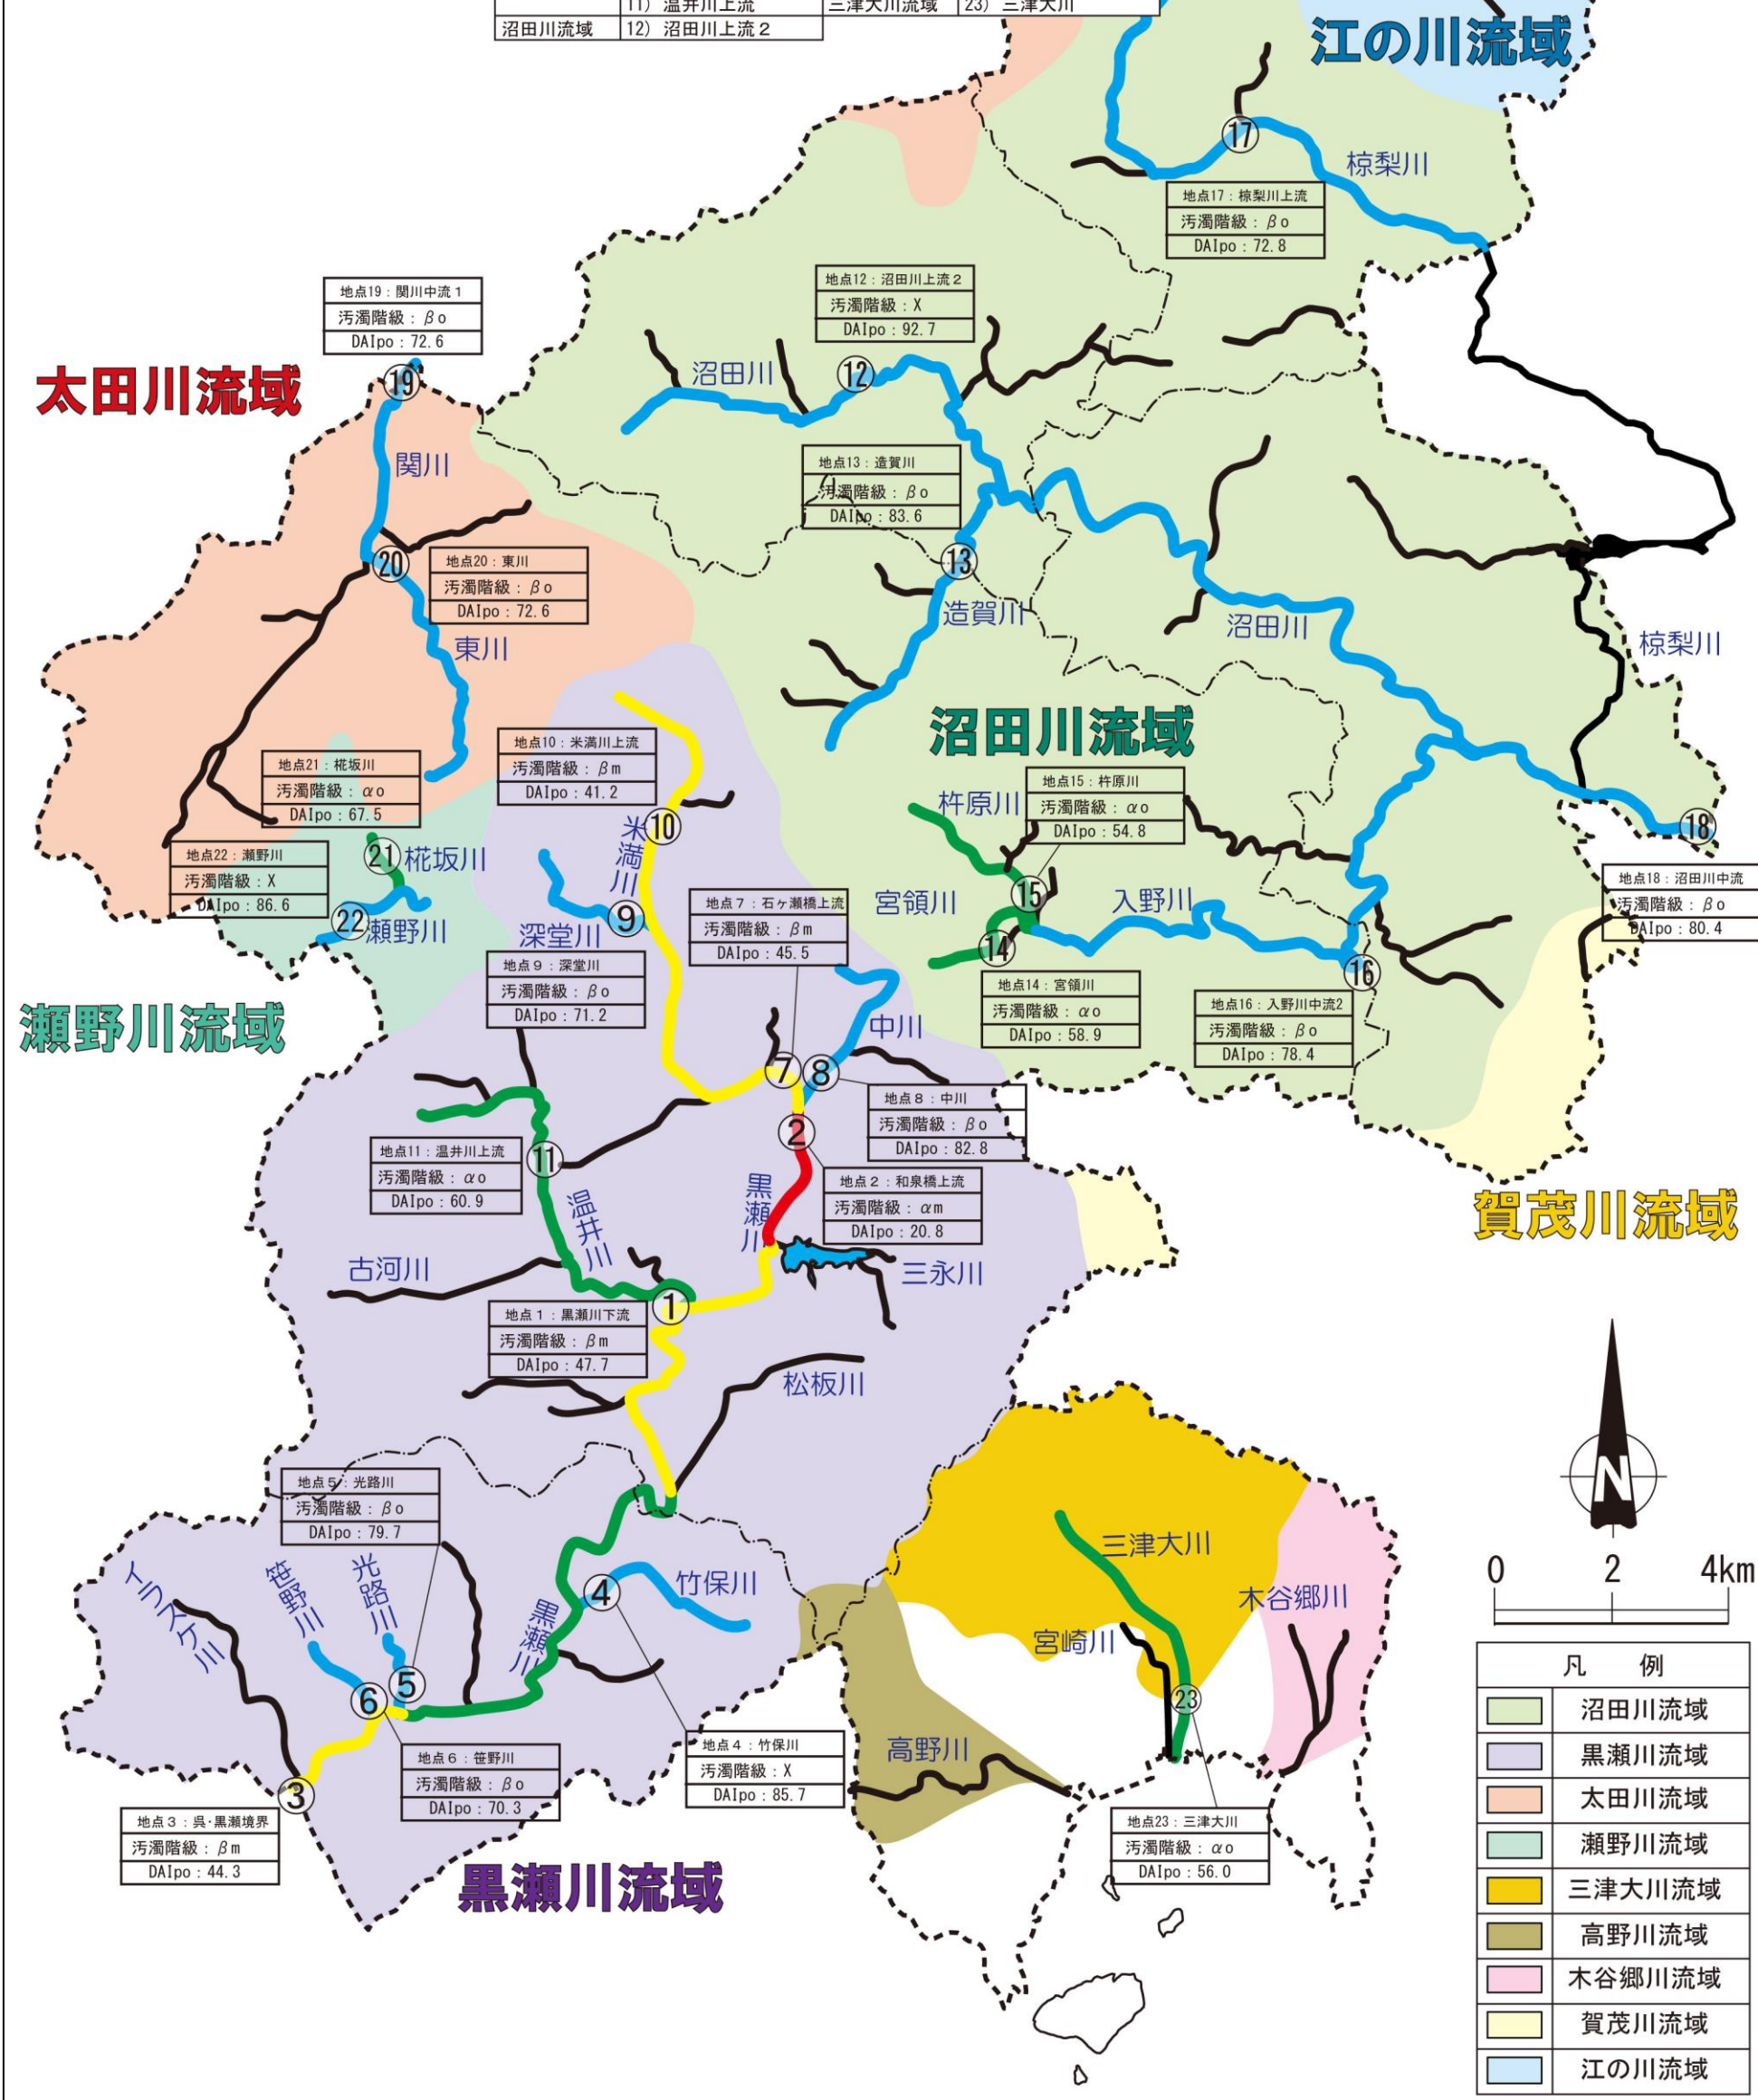 11) 温井川上流 三津大川流域 23) 三津大川
沼田川流域 12) 沼田川上流２
江の川流域
17
椋梨川
地点17：椋梨川上流
汚濁階級：βo
DAIpo：72.8
地点12：沼田川上流２
汚濁階級：X
DAIpo：92.7
地点19：関川中流１
汚濁階級：βo
DAIpo：72.6
太田川流域
19
沼田川
12
関川
地点13：造賀川
汚濁階級：βo
DAIpo：83.6
20
地点20：東川
汚濁階級：βo
DAIpo：72.6
13
造賀川
沼田川
椋梨川
東川
沼田川流域
地点10：米満川上流
汚濁階級：βm
DAIpo：41.2
地点21：椛坂川
汚濁階級：αo
DAIpo：67.5
地点15：杵原川
汚濁階級：αo
DAIpo：54.8
杵原川
18
10
米満川
21
椛坂川
地点22：瀬野川
汚濁階級：X
DAIpo：86.6
地点18：沼田川中流
汚濁階級：βo
DAIpo：80.4
地点７：石ヶ瀬橋上流
汚濁階級：βm
DAIpo：45.5
宮領川
15
入野川
22
瀬野川
深堂川
9
14
16
地点９：深堂川
汚濁階級：βo
DAIpo：71.2
地点14：宮領川
汚濁階級：αo
DAIpo：58.9
地点16：入野川中流2
汚濁階級：βo
DAIpo：78.4
瀬野川流域
中川
7
8
地点８：中川
汚濁階級：βo
DAIpo：82.8
2
地点11：温井川上流
汚濁階級：αo
DAIpo：60.9
11
地点２：和泉橋上流
汚濁階級：αm
DAIpo：20.8
黒瀬川
温井川
賀茂川流域
古河川
三永川
1
地点１：黒瀬川下流
汚濁階級：βm
DAIpo：47.7
松板川
地点５：光路川
汚濁階級：βo
DAIpo：79.7
N
0 2 4km
イラスケ川
笹野川
光路川
4
竹保川
黒瀬川
三津大川
木谷郷川
宮崎川
5
6
23
地点６：笹野川
汚濁階級：βo
DAIpo：70.3
地点４：竹保川
汚濁階級：X
DAIpo：85.7
高野川
3
地点３：呉・黒瀬境界
汚濁階級：βm
DAIpo：44.3
地点23：三津大川
汚濁階級：αo
DAIpo：56.0
黒瀬川流域
凡 例
沼田川流域
黒瀬川流域
太田川流域
瀬野川流域
三津大川流域
高野川流域
木谷郷川流域
賀茂川流域
江の川流域